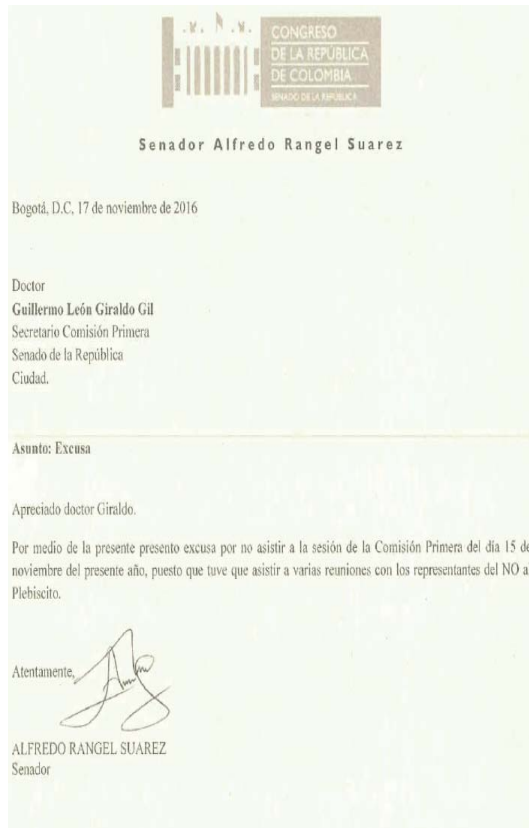 CONGRESO
DE LA REPÚBLICA
DE COLOMBIA
SENADO DE LA REPÚBLICA
Senador Alfredo Rangel Suarez
Bogotá, D.C, 17 de noviembre de 2016
Doctor
Guillermo León Giraldo Gil
Secretario Comisión Primera
Senado de la República
Ciudad.
Asunto: Excusa
Apreciado doctor Giraldo.
Por medio de la presente presento excusa por no asistir a la sesión de la Comisión Primera del día 15 de
noviembre del presente año, puesto que tuve que asistir a varias reuniones con los representantes del NO a
Plebiscito.
Atentamente,
ALFREDO RANGEL SUAREZ
Senador